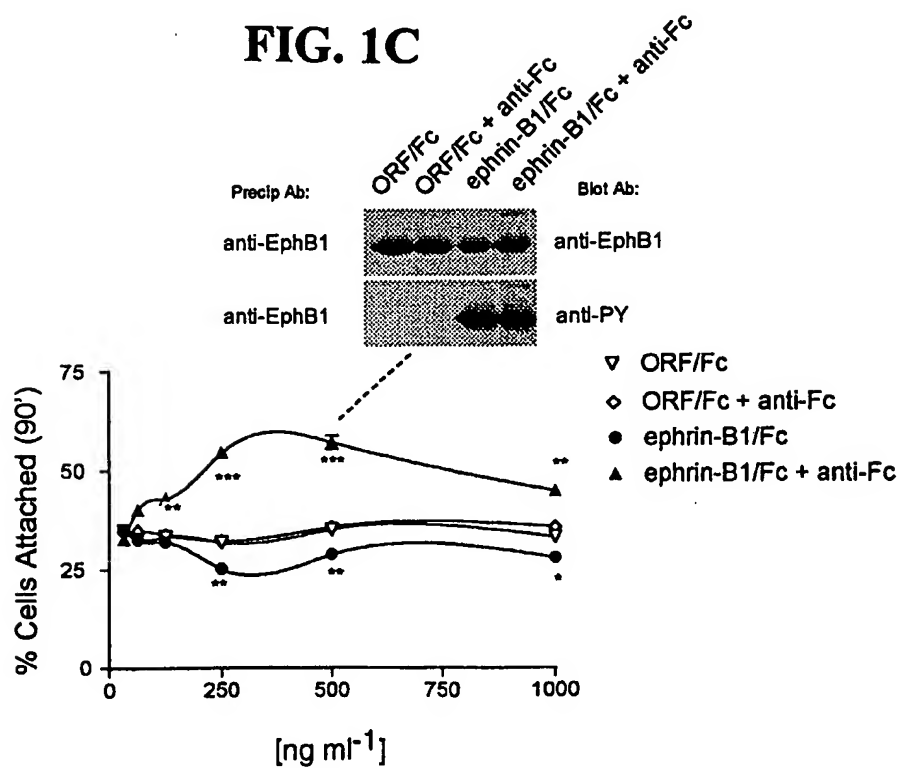 FIG. 1C
ORF/Fc
ORF/Fc + anti-Fc
ephrin-B1/Fc
ephrin-B1/Fc + anti-Fc
Precip Ab:
Blot Ab:
anti-EphB1
anti-EphB1
anti-EphB1
anti-PY
75
50
25
0
% Cells Attached (90')
**
***
***
**
**
**
*
▽ ORF/Fc
◇ ORF/Fc + anti-Fc
● ephrin-B1/Fc
▲ ephrin-B1/Fc + anti-Fc
0 250 500 750 1000
[ng ml⁻¹]